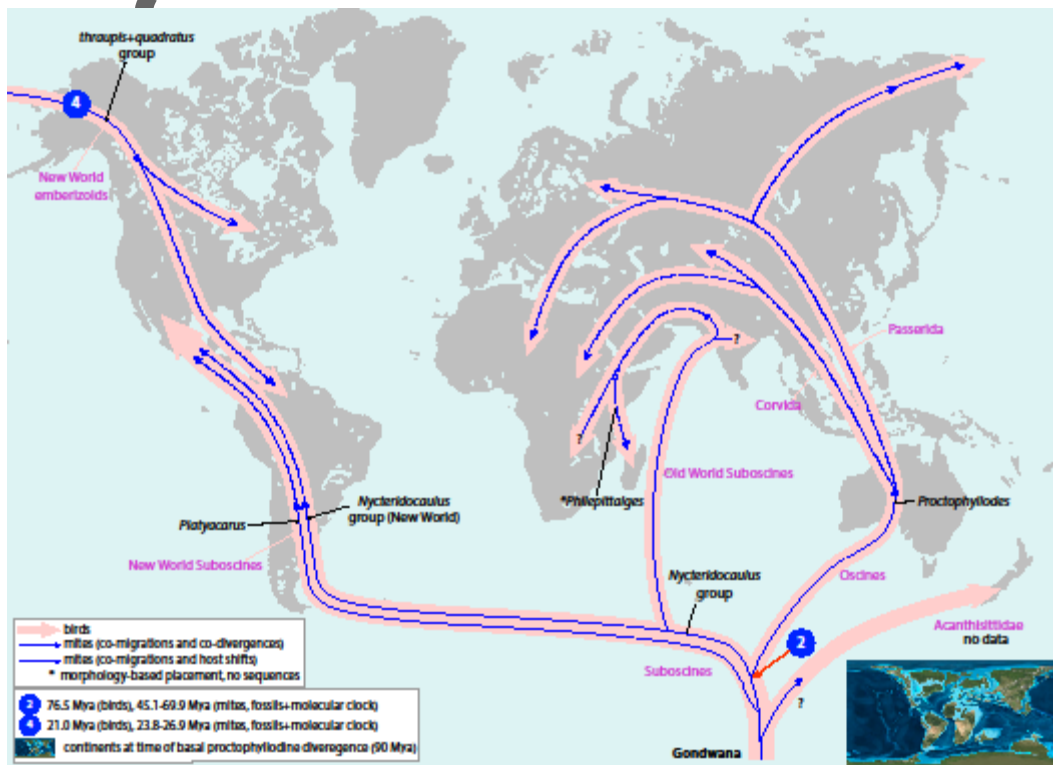 thraupis+quadratus
group
4
New World
emberizoids
Passerida
Corvida
?
?
Old World Suboscines
*Philepittalges
Proctophyllodes
Nycteridocaulus
group (New World)
Platyacarus
New World Suboscines
Nycteridocaulus
group
Oscines
Acanthisittidae
no data
2
Suboscines
?
Gondwana
birds
mites (co-migrations and co-divergences)
mites (co-migrations and host shifts)
* morphology-based placement, no sequences
2 76.5 Mya (birds), 45.1-69.9 Mya (mites, fossils+molecular clock)
4 21.0 Mya (birds), 23.8-26.9 Mya (mites, fossils+molecular clock)
continents at time of basal proctophyllodine diveregence (90 Mya)